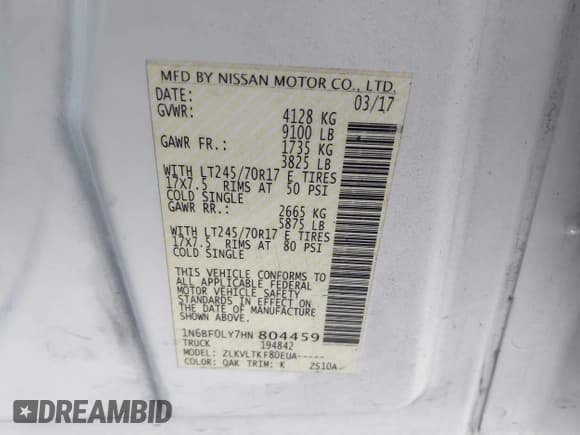 MFD BY NISSAN MOTOR CO., LTD.
DATE: 03/17
GVWR: 4128 KG
9100 LB
GAWR FR.: 1735 KG
3825 LB
WITH LT245/70R17 E TIRES
17X7.5 RIMS AT 50 PSI
COLD SINGLE
GAWR RR.: 2665 KG
5875 LB
WITH LT245/70R17 E TIRES
17X7.5 RIMS AT 80 PSI
COLD SINGLE
THIS VEHICLE CONFORMS TO
ALL APPLICABLE FEDERAL
MOTOR VEHICLE SAFETY
STANDARDS IN EFFECT ON
THE DATE OF MANUFACTURE
SHOWN ABOVE.
1N6BF0LY7HN 804459
TRUCK 194842
MODEL: ZLKVLTKF80EUA-----
COLOR: QAK TRIM: K ZS10A
DREAMBID